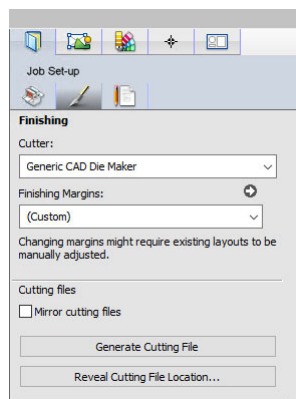 Job Set-up
Finishing
Cutter:
Generic CAD Die Maker
Finishing Margins:
(Custom)
Changing margins might require existing layouts to be
manually adjusted.
Cutting files
Mirror cutting files
Generate Cutting File
Reveal Cutting File Location...